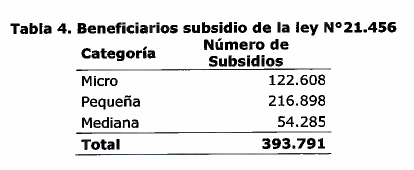 Tabla 4. Beneficiarios subsidio de la ley N°21.456
Categoría Número de Subsidios
Micro 122.608
Pequeña 216.898
Mediana 54.285
Total 393.791